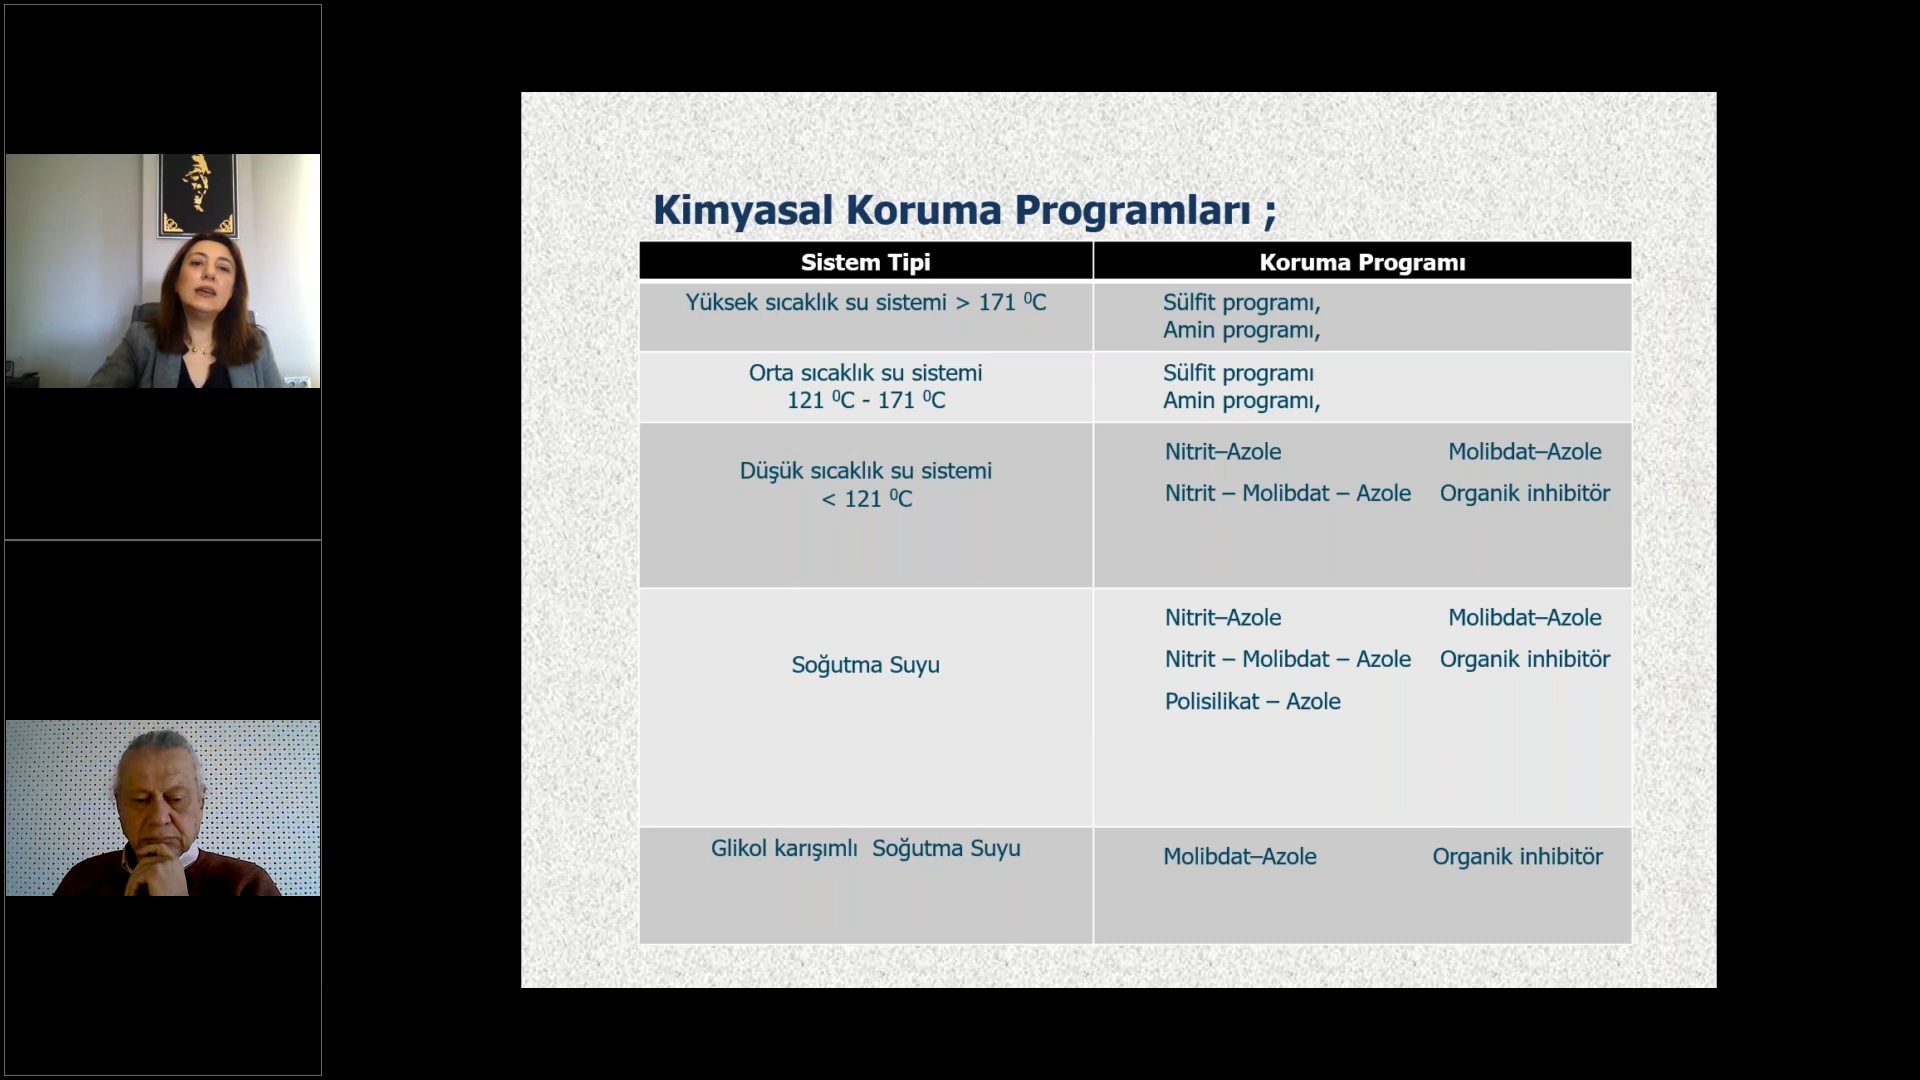 Kimyasal Koruma Programları ;
Sistem Tipi
Koruma Programı
Yüksek sıcaklık su sistemi > 171 ⁰C
Sülfit programı,
Amin programı,
Orta sıcaklık su sistemi
121 ⁰C - 171 ⁰C
Sülfit programı
Amin programı,
Düşük sıcaklık su sistemi
< 121 ⁰C
Nitrit–Azole Molibdat–Azole
Nitrit – Molibdat – Azole Organik inhibitör
Soğutma Suyu
Nitrit–Azole Molibdat–Azole
Nitrit – Molibdat – Azole Organik inhibitör
Polisilikat – Azole
Glikol karışımlı Soğutma Suyu
Molibdat–Azole Organik inhibitör